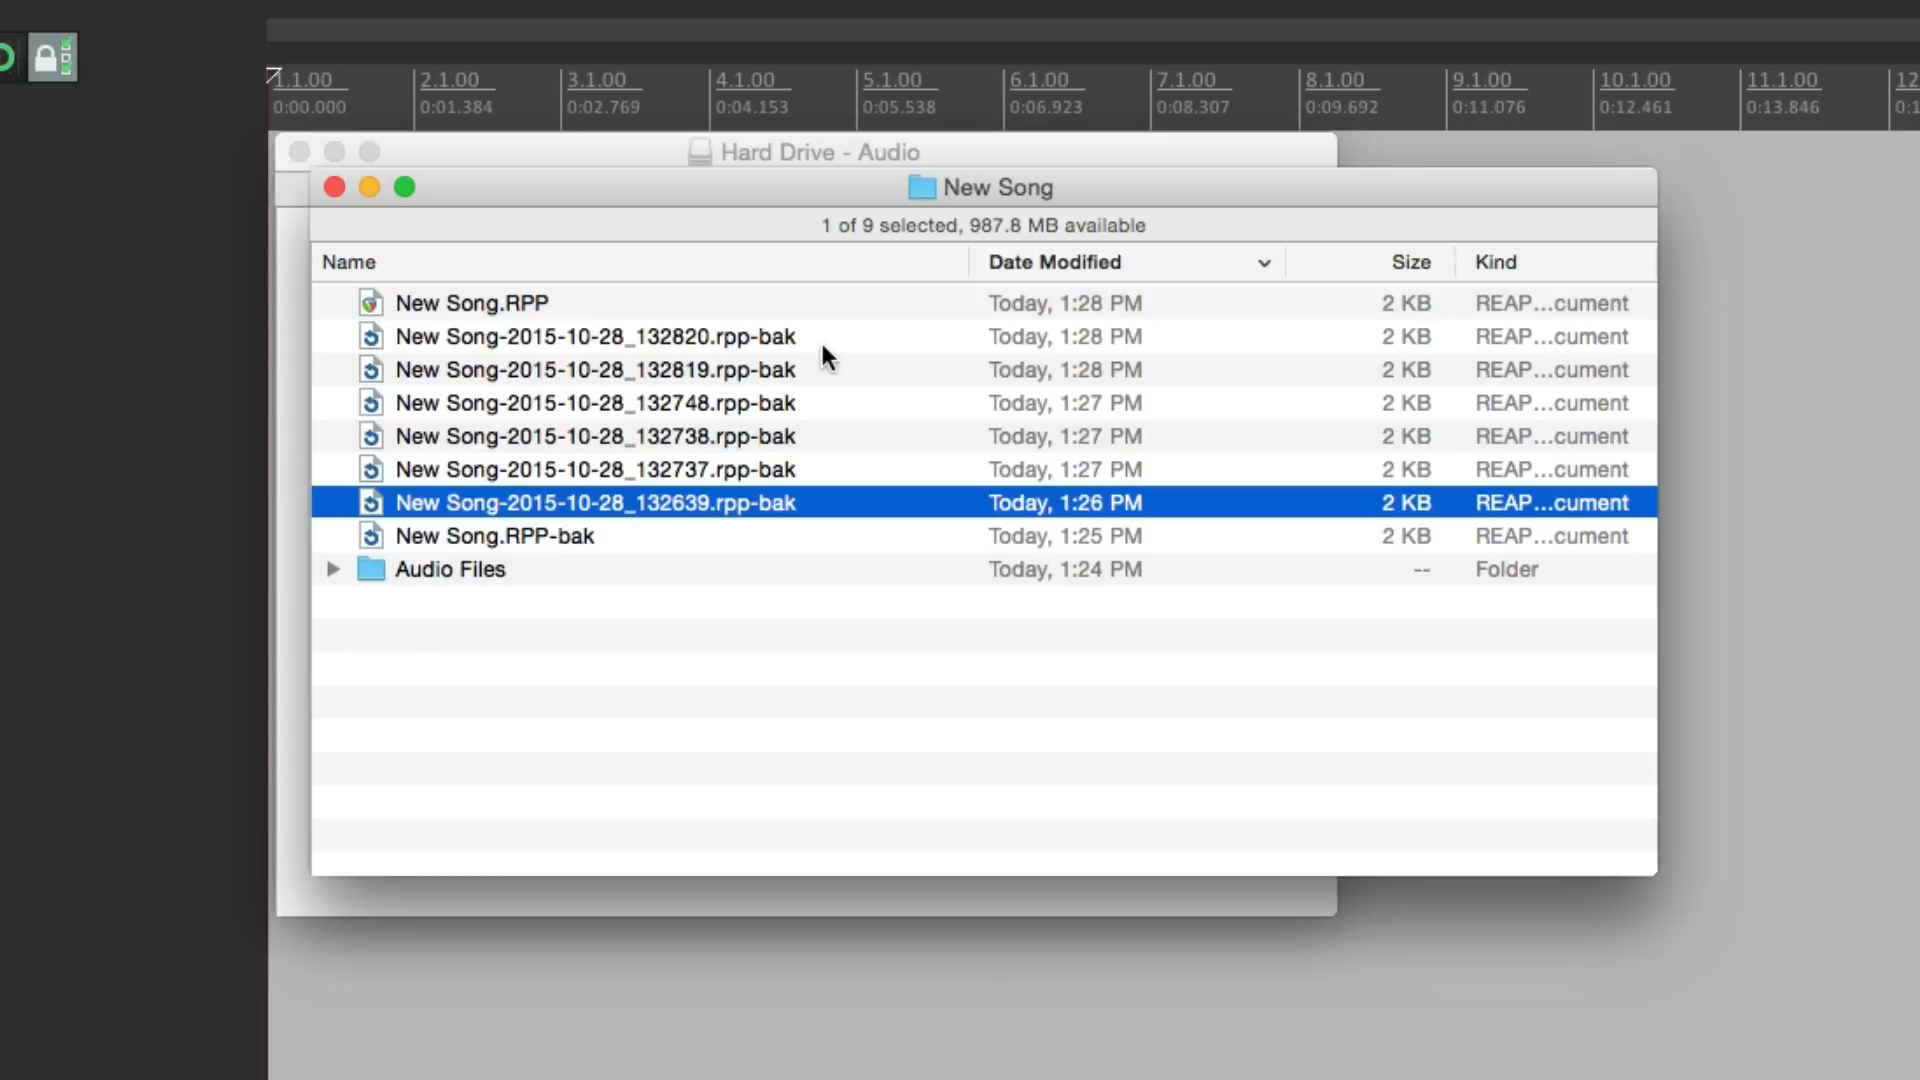 1.1.00 2.1.00 3.1.00 4.1.00 5.1.00 6.1.00 7.1.00 8.1.00 9.1.00 10.1.00 11.1.00 12
0:00.000 0:01.384 0:02.769 0:04.153 0:05.538 0:06.923 0:08.307 0:09.692 0:11.076 0:12.461 0:13.846 0:1
Hard Drive - Audio
New Song
1 of 9 selected, 987.8 MB available
Name Date Modified Size Kind
New Song.RPP Today, 1:28 PM 2 KB REAP...cument
New Song-2015-10-28_132820.rpp-bak Today, 1:28 PM 2 KB REAP...cument
New Song-2015-10-28_132819.rpp-bak Today, 1:28 PM 2 KB REAP...cument
New Song-2015-10-28_132748.rpp-bak Today, 1:27 PM 2 KB REAP...cument
New Song-2015-10-28_132738.rpp-bak Today, 1:27 PM 2 KB REAP...cument
New Song-2015-10-28_132737.rpp-bak Today, 1:27 PM 2 KB REAP...cument
New Song-2015-10-28_132639.rpp-bak Today, 1:26 PM 2 KB REAP...cument
New Song.RPP-bak Today, 1:25 PM 2 KB REAP...cument
Audio Files Today, 1:24 PM -- Folder